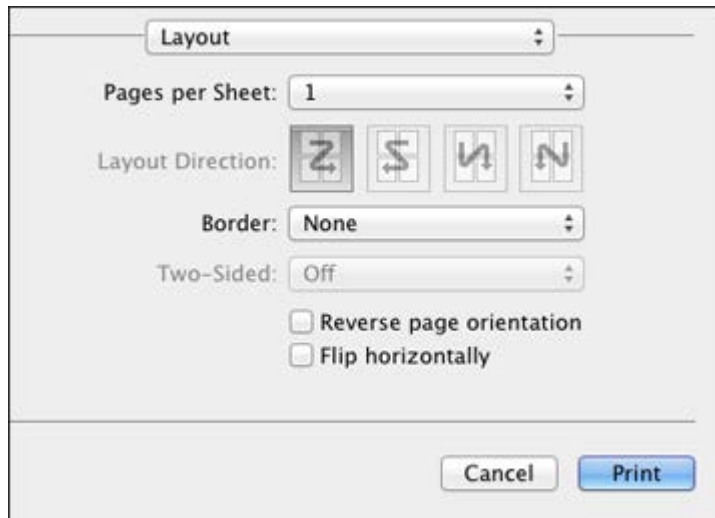 Layout
Pages per Sheet: 1
Layout Direction:
Border: None
Two-Sided: Off
Reverse page orientation
Flip horizontally
Cancel Print